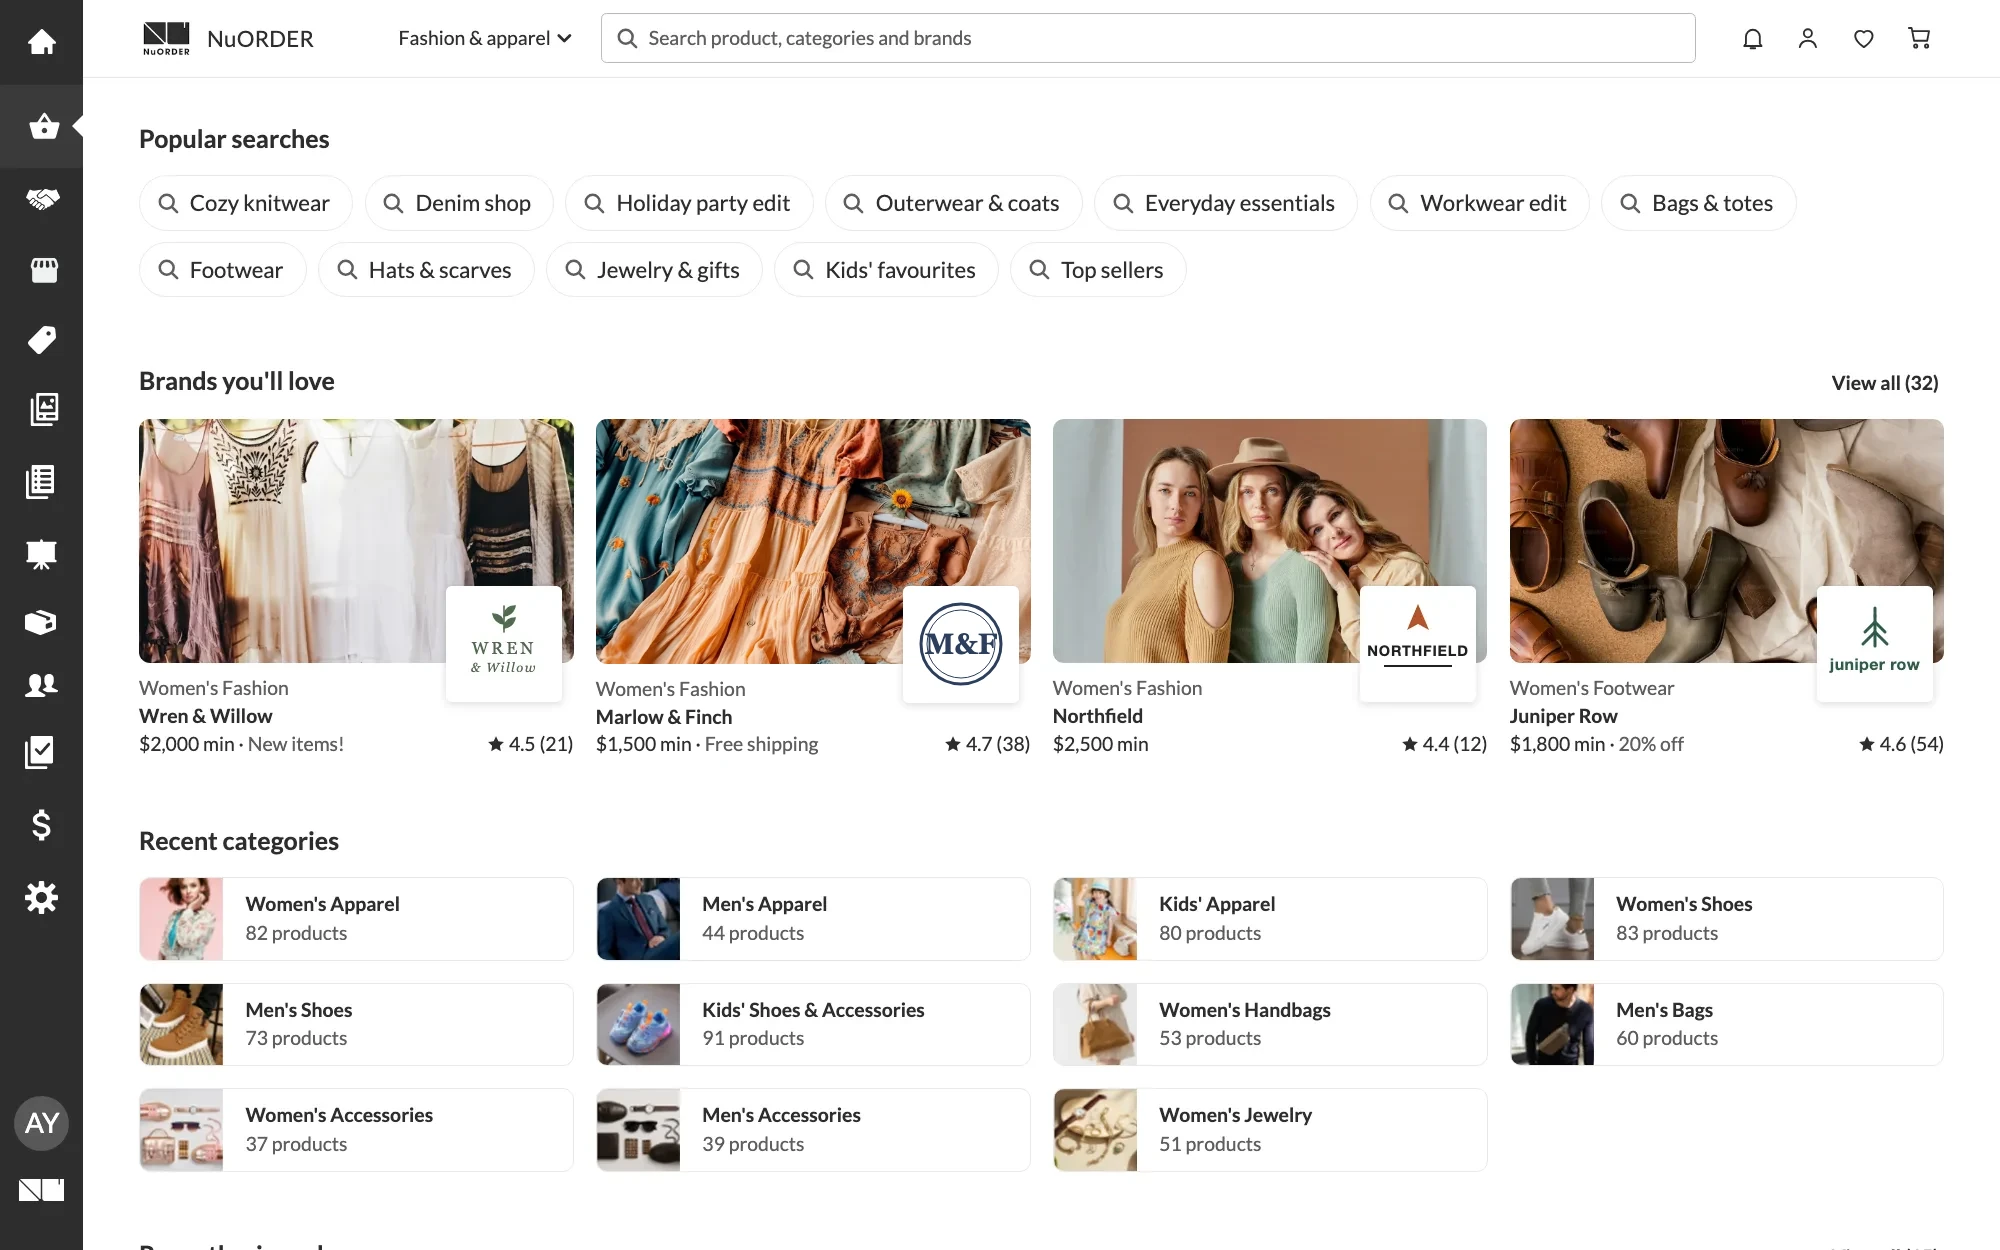 NuORDER
NuORDER
Fashion & apparel
Search product, categories and brands
Popular searches
Cozy knitwear
Denim shop
Holiday party edit
Outerwear & coats
Everyday essentials
Workwear edit
Bags & totes
Footwear
Hats & scarves
Jewelry & gifts
Kids' favourites
Top sellers
Brands you'll love
View all (32)
WREN
& Willow
Women's Fashion
Wren & Willow
$2,000 min · New items!
4.5 (21)
M&F
Women's Fashion
Marlow & Finch
$1,500 min · Free shipping
4.7 (38)
NORTHFIELD
Women's Fashion
Northfield
$2,500 min
4.4 (12)
juniper row
Women's Footwear
Juniper Row
$1,800 min · 20% off
4.6 (54)
Recent categories
Women's Apparel
82 products
Men's Apparel
44 products
Kids' Apparel
80 products
Women's Shoes
83 products
Men's Shoes
73 products
Kids' Shoes & Accessories
91 products
Women's Handbags
53 products
Men's Bags
60 products
Women's Accessories
37 products
Men's Accessories
39 products
Women's Jewelry
51 products
AY